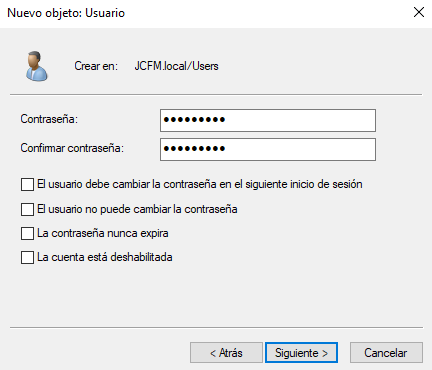 Nuevo objeto: Usuario
Crear en: JCFM.local/Users
Contraseña: •••••••••
Confirmar contraseña: •••••••••
El usuario debe cambiar la contraseña en el siguiente inicio de sesión
El usuario no puede cambiar la contraseña
La contraseña nunca expira
La cuenta está deshabilitada
< Atrás Siguiente > Cancelar